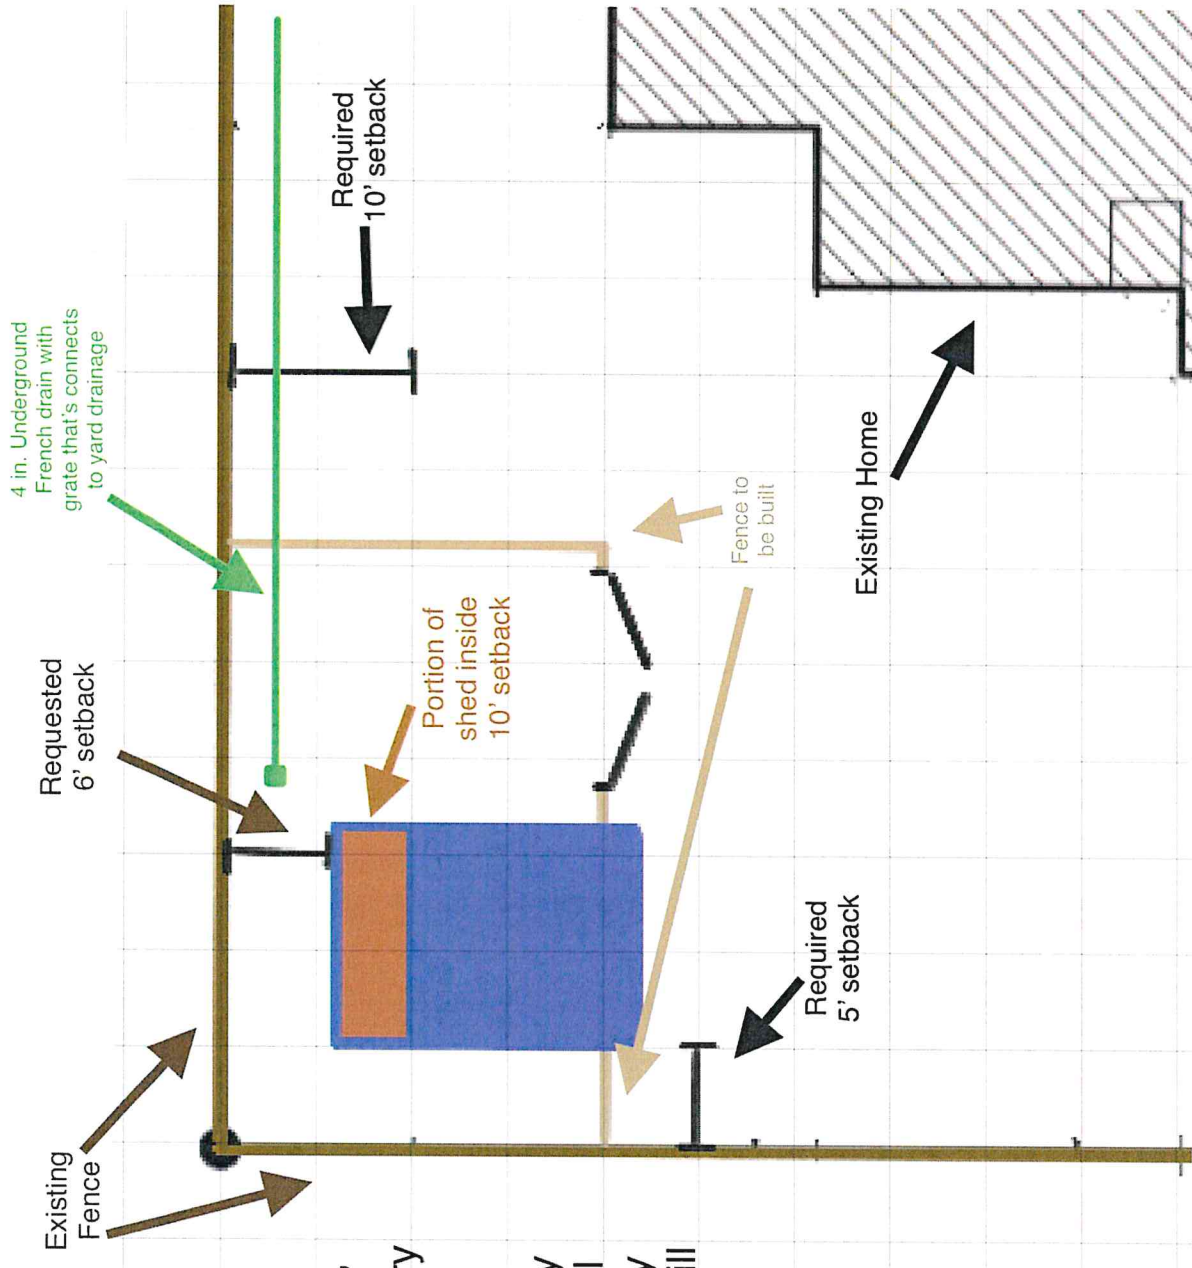 4 in. Underground
French drain with
grate that's connects
to yard drainage
Required
10' setback
Requested
6' setback
Portion of
shed inside
10' setback
Fence to
be built
Existing Home
Required
5' setback
Existing
Fence